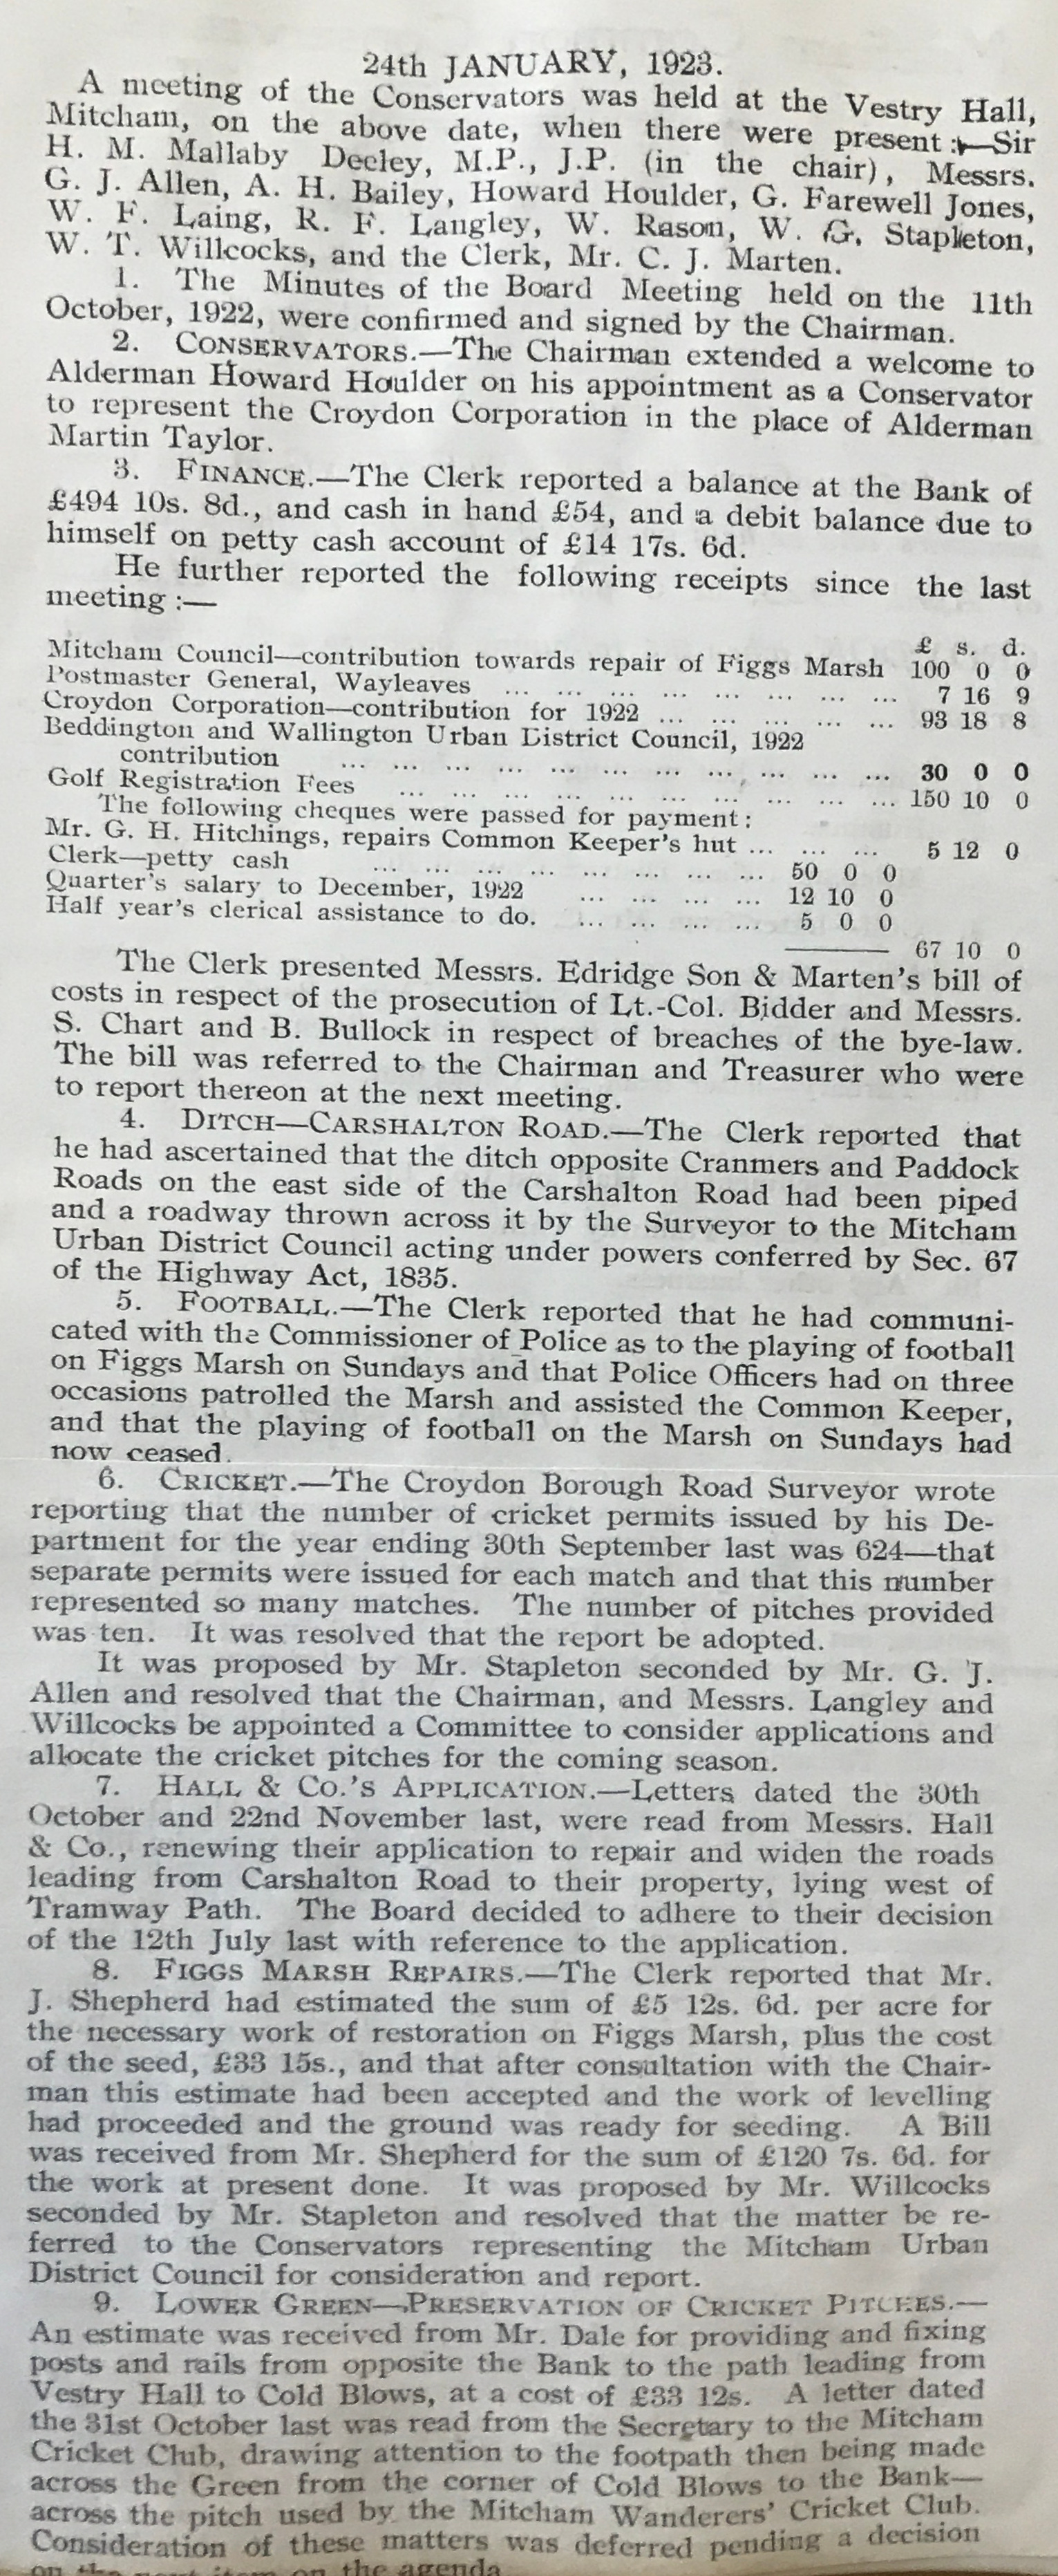 24th JANUARY, 1923.
A meeting of the Conservators was held at the Vestry Hall,
Mitcham, on the above date, when there were present :—Sir
H. M. Mallaby Deeley, M.P., J.P. (in the chair), Messrs.
G. J. Allen, A. H. Bailey, Howard Houlder, G. Farewell Jones,
W. F. Laing, R. F. Langley, W. Rason, W. G. Stapleton,
W. T. Willcocks, and the Clerk, Mr. C. J. Marten.
1. The Minutes of the Board Meeting held on the 11th
October, 1922, were confirmed and signed by the Chairman.
2. CONSERVATORS.—The Chairman extended a welcome to
Alderman Howard Houlder on his appointment as a Conservator
to represent the Croydon Corporation in the place of Alderman
Martin Taylor.
3. FINANCE.—The Clerk reported a balance at the Bank of
£494 10s. 8d., and cash in hand £54, and a debit balance due to
himself on petty cash account of £14 17s. 6d.
He further reported the following receipts since the last
meeting :—
£ s. d.
Mitcham Council—contribution towards repair of Figgs Marsh 100 0 0
Postmaster General, Wayleaves ... ... ... ... ... ... ... ... 7 16 9
Croydon Corporation—contribution for 1922 ... ... ... ... ... 93 18 8
Beddington and Wallington Urban District Council, 1922
contribution ... ... ... ... ... ... ... ... ... ... ... 30 0 0
Golf Registration Fees ... ... ... ... ... ... ... ... ... ... 150 10 0
The following cheques were passed for payment :
Mr. G. H. Hitchings, repairs Common Keeper's hut ... ... ... 5 12 0
Clerk—petty cash ... ... ... ... ... ... ... ... 50 0 0
Quarter's salary to December, 1922 ... ... ... ... 12 10 0
Half year's clerical assistance to do. ... ... ... ... 5 0 0
——— 67 10 0
The Clerk presented Messrs. Edridge Son & Marten's bill of
costs in respect of the prosecution of Lt.-Col. Bidder and Messrs.
S. Chart and B. Bullock in respect of breaches of the bye-law.
The bill was referred to the Chairman and Treasurer who were
to report thereon at the next meeting.
4. DITCH—CARSHALTON ROAD.—The Clerk reported that
he had ascertained that the ditch opposite Cranmers and Paddock
Roads on the east side of the Carshalton Road had been piped
and a roadway thrown across it by the Surveyor to the Mitcham
Urban District Council acting under powers conferred by Sec. 67
of the Highway Act, 1835.
5. FOOTBALL.—The Clerk reported that he had communi-
cated with the Commissioner of Police as to the playing of football
on Figgs Marsh on Sundays and that Police Officers had on three
occasions patrolled the Marsh and assisted the Common Keeper,
and that the playing of football on the Marsh on Sundays had
now ceased.
6. CRICKET.—The Croydon Borough Road Surveyor wrote
reporting that the number of cricket permits issued by his De-
partment for the year ending 30th September last was 624—that
separate permits were issued for each match and that this number
represented so many matches. The number of pitches provided
was ten. It was resolved that the report be adopted.
It was proposed by Mr. Stapleton seconded by Mr. G. J.
Allen and resolved that the Chairman, and Messrs. Langley and
Willcocks be appointed a Committee to consider applications and
allocate the cricket pitches for the coming season.
7. HALL & CO.'S APPLICATION.—Letters dated the 30th
October and 22nd November last, were read from Messrs. Hall
& Co., renewing their application to repair and widen the roads
leading from Carshalton Road to their property, lying west of
Tramway Path. The Board decided to adhere to their decision
of the 12th July last with reference to the application.
8. FIGGS MARSH REPAIRS.—The Clerk reported that Mr.
J. Shepherd had estimated the sum of £5 12s. 6d. per acre for
the necessary work of restoration on Figgs Marsh, plus the cost
of the seed, £33 15s., and that after consultation with the Chair-
man this estimate had been accepted and the work of levelling
had proceeded and the ground was ready for seeding. A Bill
was received from Mr. Shepherd for the sum of £120 7s. 6d. for
the work at present done. It was proposed by Mr. Willcocks
seconded by Mr. Stapleton and resolved that the matter be re-
ferred to the Conservators representing the Mitcham Urban
District Council for consideration and report.
9. LOWER GREEN—PRESERVATION OF CRICKET PITCHES.—
An estimate was received from Mr. Dale for providing and fixing
posts and rails from opposite the Bank to the path leading from
Vestry Hall to Cold Blows, at a cost of £33 12s. A letter dated
the 31st October last was read from the Secretary to the Mitcham
Cricket Club, drawing attention to the footpath then being made
across the Green from the corner of Cold Blows to the Bank—
across the pitch used by the Mitcham Wanderers' Cricket Club.
Consideration of these matters was deferred pending a decision
on the next item on the agenda